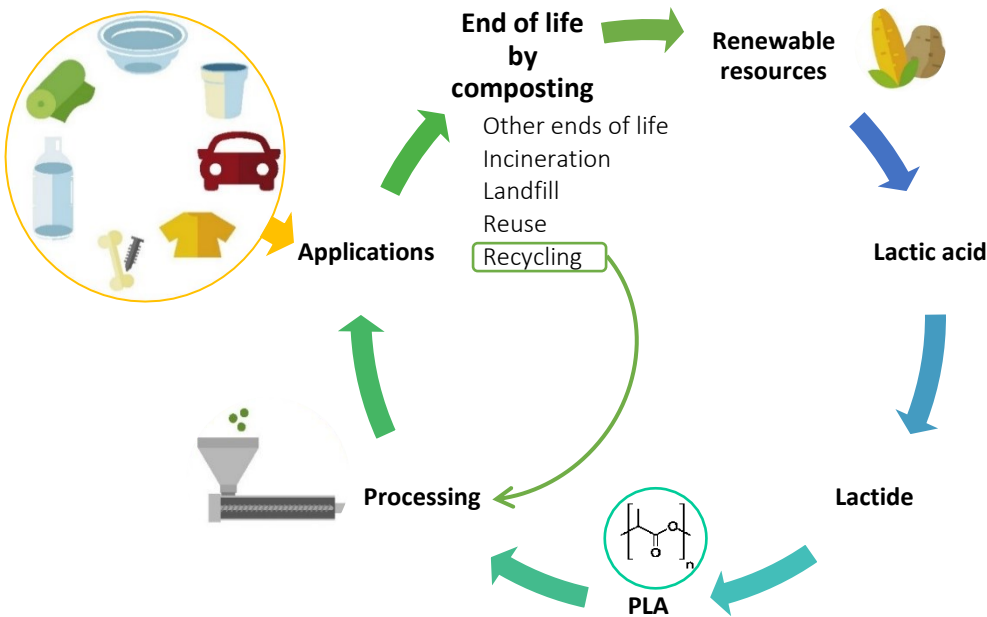 End of life
by
composting
Other ends of life
Incineration
Landfill
Reuse
Recycling
Renewable
resources
Lactic acid
Lactide
O
O
n
PLA
Processing
Applications